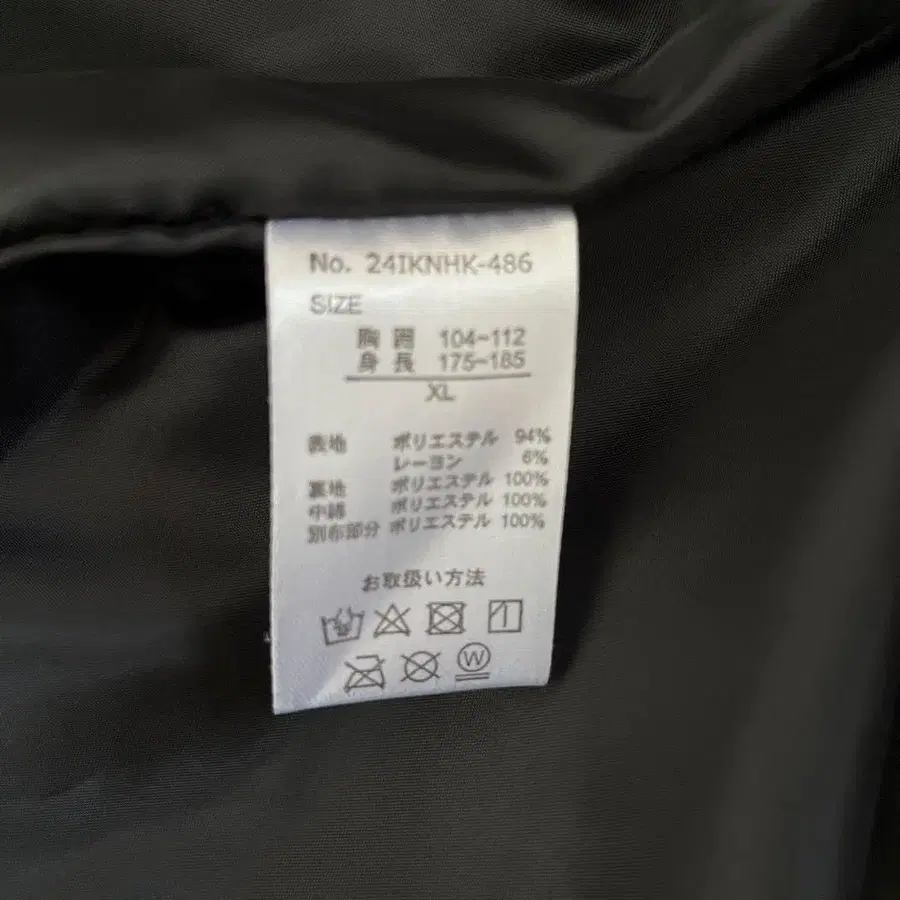 No. 24IKNHK-486
SIZE
胸 囲 104~112
身 長 175~185
XL
表地 ポリエステル 94%
レーヨン 6%
裏地 ポリエステル 100%
中綿 ポリエステル 100%
別布部分 ポリエステル 100%
お取扱い方法
W